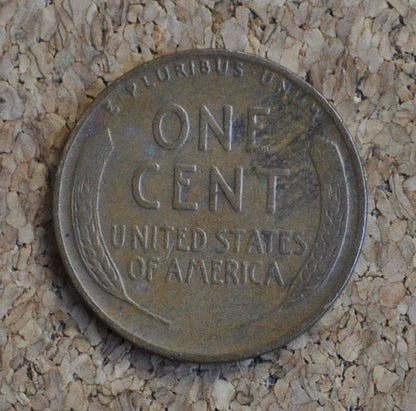 E PLURIBUS UNUM
ONE
CENT
UNITED STATES
OF AMERICA